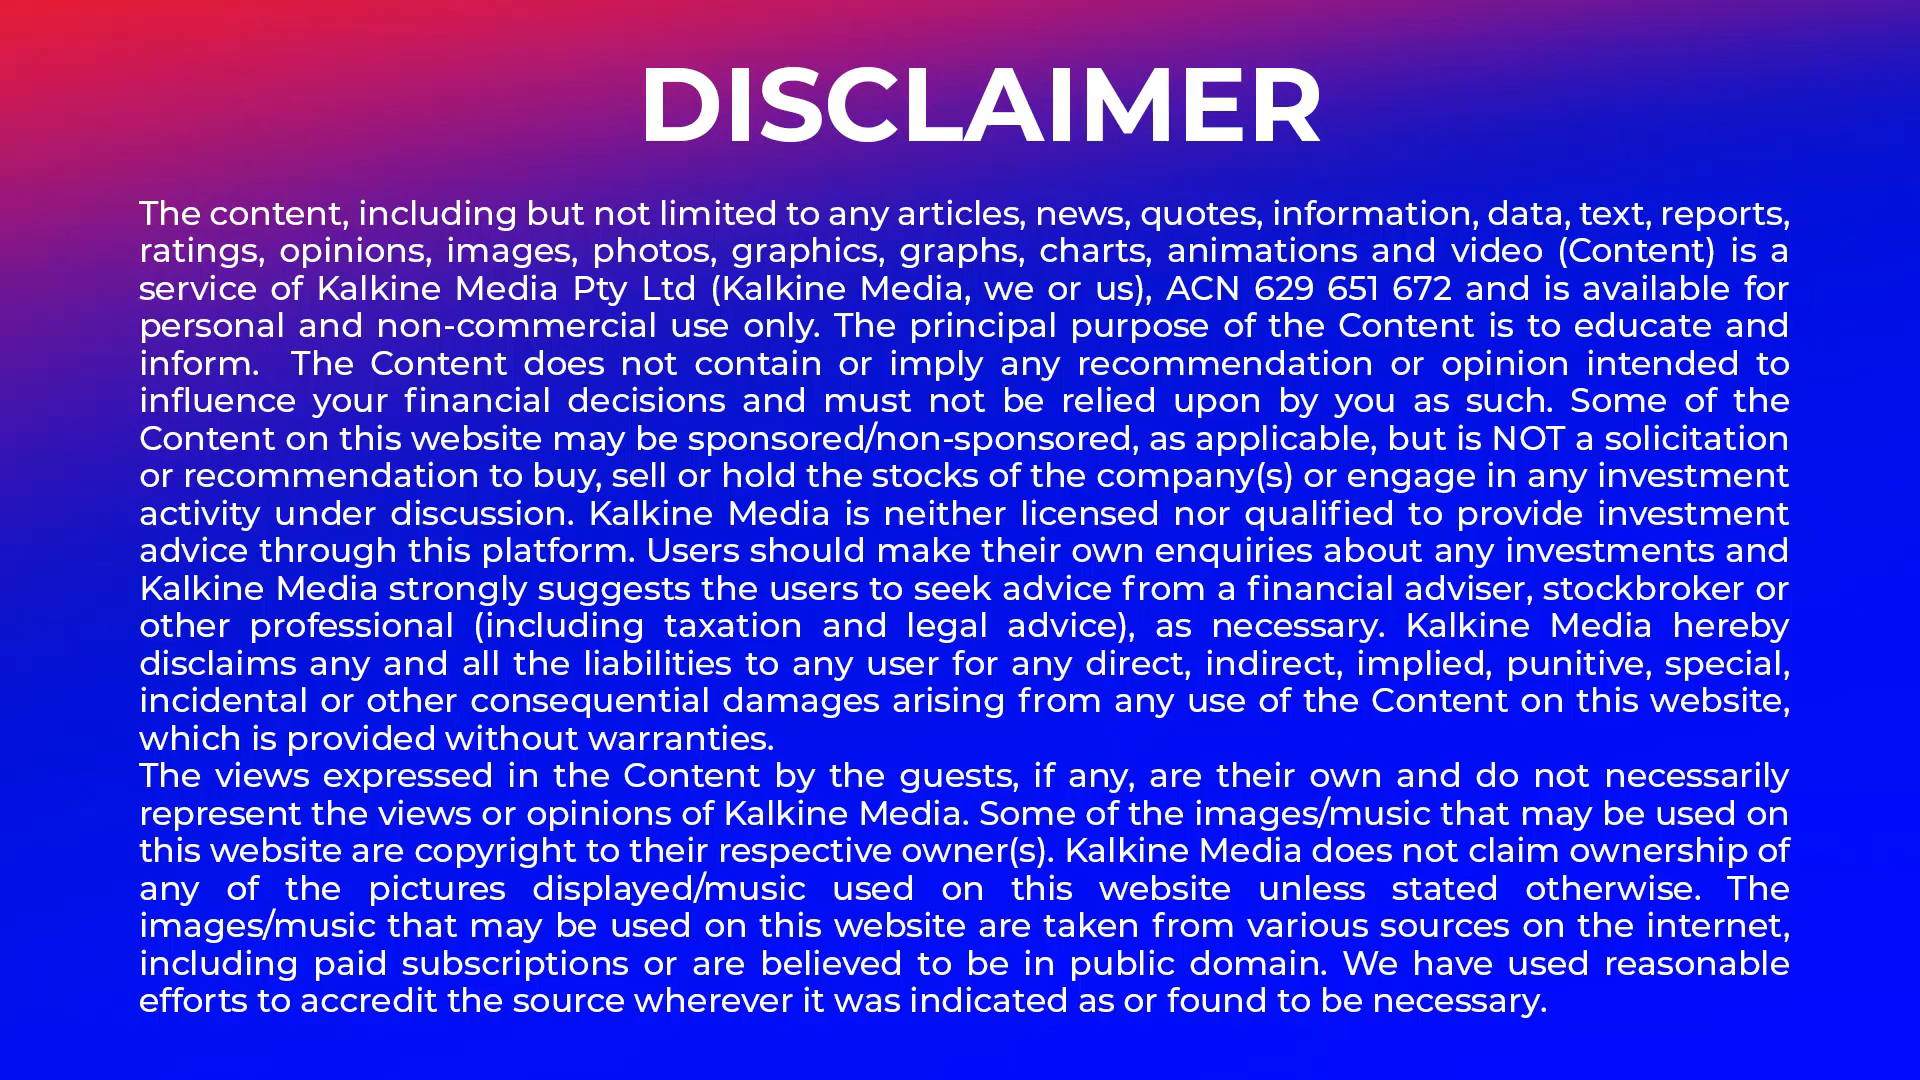 DISCLAIMER
The content, including but not limited to any articles, news, quotes, information, data, text, reports,
ratings, opinions, images, photos, graphics, graphs, charts, animations and video (Content) is a
service of Kalkine Media Pty Ltd (Kalkine Media, we or us), ACN 629 651 672 and is available for
personal and non-commercial use only. The principal purpose of the Content is to educate and
inform. The Content does not contain or imply any recommendation or opinion intended to
influence your financial decisions and must not be relied upon by you as such. Some of the
Content on this website may be sponsored/non-sponsored, as applicable, but is NOT a solicitation
or recommendation to buy, sell or hold the stocks of the company(s) or engage in any investment
activity under discussion. Kalkine Media is neither licensed nor qualified to provide investment
advice through this platform. Users should make their own enquiries about any investments and
Kalkine Media strongly suggests the users to seek advice from a financial adviser, stockbroker or
other professional (including taxation and legal advice), as necessary. Kalkine Media hereby
disclaims any and all the liabilities to any user for any direct, indirect, implied, punitive, special,
incidental or other consequential damages arising from any use of the Content on this website,
which is provided without warranties.
The views expressed in the Content by the guests, if any, are their own and do not necessarily
represent the views or opinions of Kalkine Media. Some of the images/music that may be used on
this website are copyright to their respective owner(s). Kalkine Media does not claim ownership of
any of the pictures displayed/music used on this website unless stated otherwise. The
images/music that may be used on this website are taken from various sources on the internet,
including paid subscriptions or are believed to be in public domain. We have used reasonable
efforts to accredit the source wherever it was indicated as or found to be necessary.